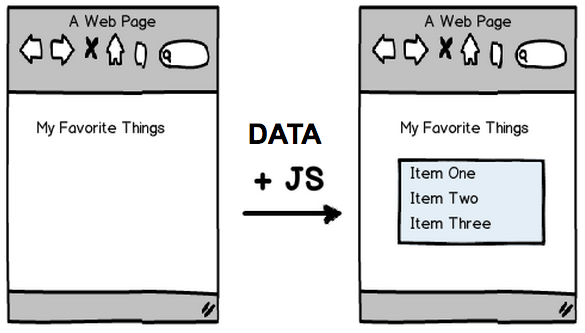 A Web Page
My Favorite Things
DATA
+ JS
A Web Page
My Favorite Things
Item One
Item Two
Item Three